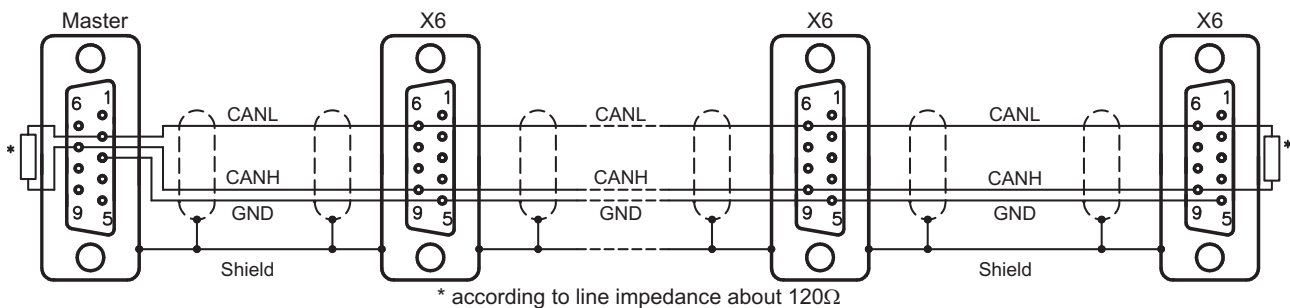 Master X6 X6 X6
6 1 6 1 6 1 6 1
CANL CANL CANL
* *
CANH CANH CANH
9 5 9 5 9 5 9 5
GND GND GND
Shield Shield
* according to line impedance about 120Ω